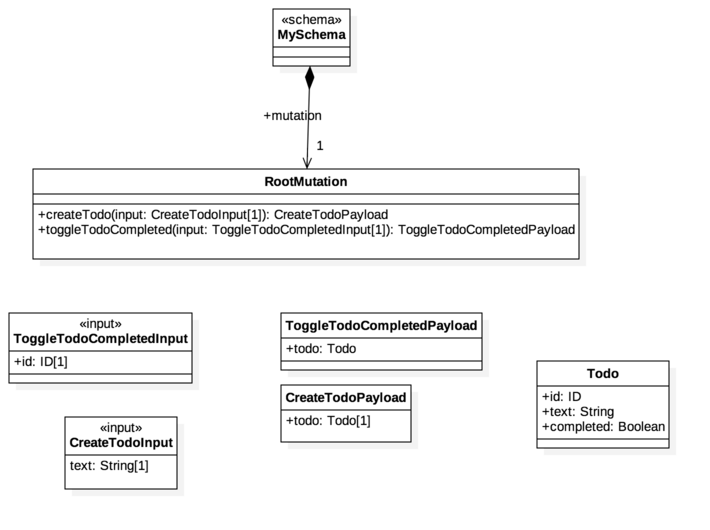 «schema»
MySchema
+mutation
1
RootMutation
+createTodo(input: CreateTodoInput[1]): CreateTodoPayload
+toggleTodoCompleted(input: ToggleTodoCompletedInput[1]): ToggleTodoCompletedPayload
«input»
ToggleTodoCompletedInput
+id: ID[1]
ToggleTodoCompletedPayload
+todo: Todo
CreateTodoPayload
+todo: Todo[1]
Todo
+id: ID
+text: String
+completed: Boolean
«input»
CreateTodoInput
text: String[1]